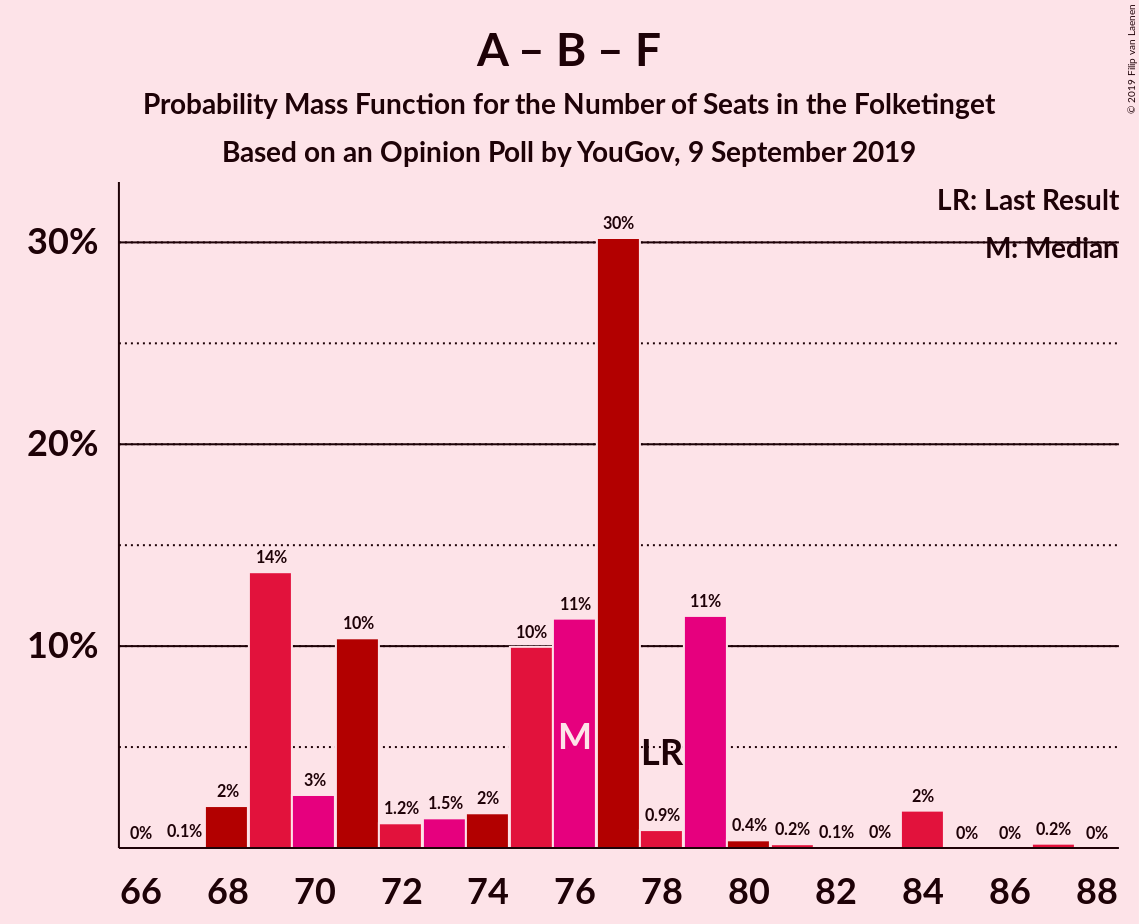 A – B – F
Probability Mass Function for the Number of Seats in the Folketinget
Based on an Opinion Poll by YouGov, 9 September 2019
© 2019 Filip van Laenen
LR: Last Result
M: Median
30%
20%
10%
0%
0.1%
2%
14%
3%
10%
1.2%
1.5%
2%
10%
11%
30%
0.9%
11%
0.4%
0.2%
0.1%
0%
2%
0%
0%
0.2%
0%
M
LR
66 68 70 72 74 76 78 80 82 84 86 88